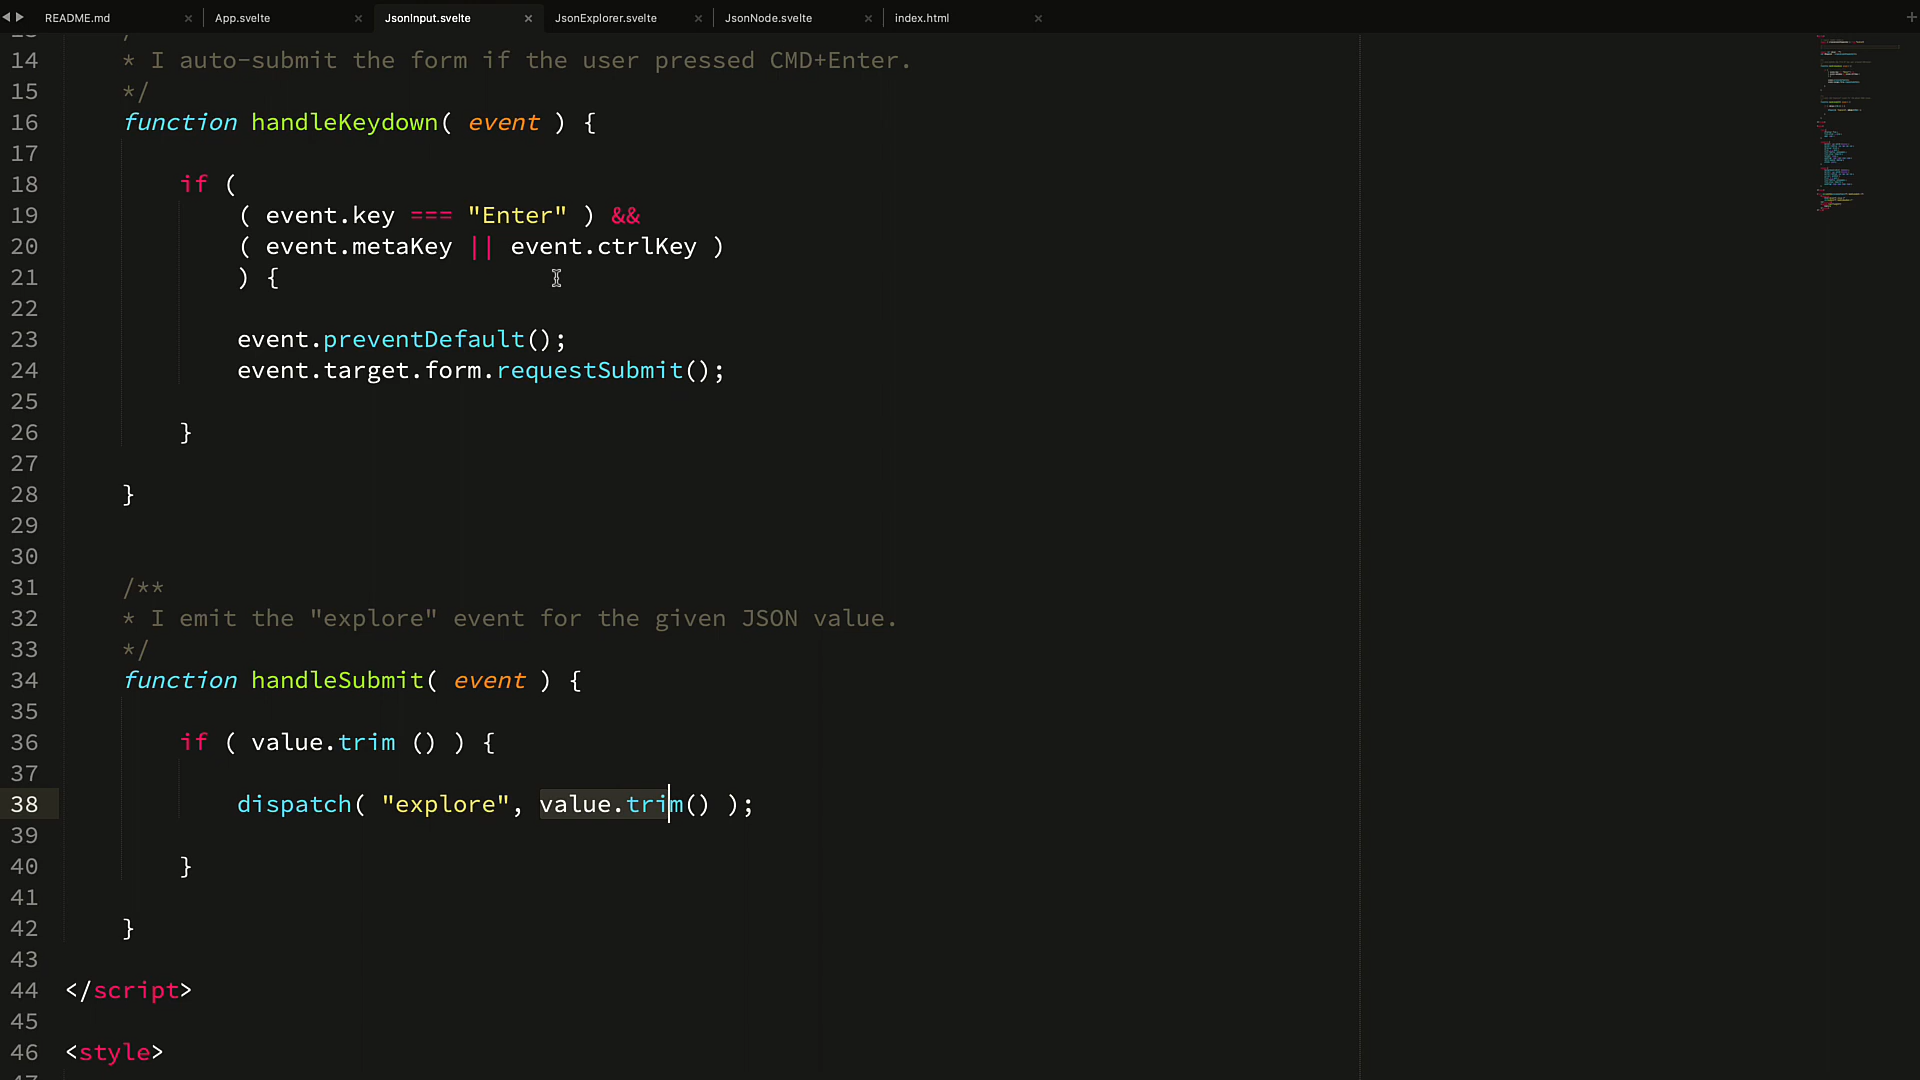 README.md × App.svelte × JsonInput.svelte × JsonExplorer.svelte × JsonNode.svelte × index.html × +
14 * I auto-submit the form if the user pressed CMD+Enter.
15 */
16 function handleKeydown( event ) {
17
18 if (
19 ( event.key === "Enter" ) &&
20 ( event.metaKey || event.ctrlKey )
21 ) {
22
23 event.preventDefault();
24 event.target.form.requestSubmit();
25
26 }
27
28 }
29
30
31 /**
32 * I emit the "explore" event for the given JSON value.
33 */
34 function handleSubmit( event ) {
35
36 if ( value.trim () ) {
37
38 dispatch( "explore", value.trim() );
39
40 }
41
42 }
43
44 </script>
45
46 <style>